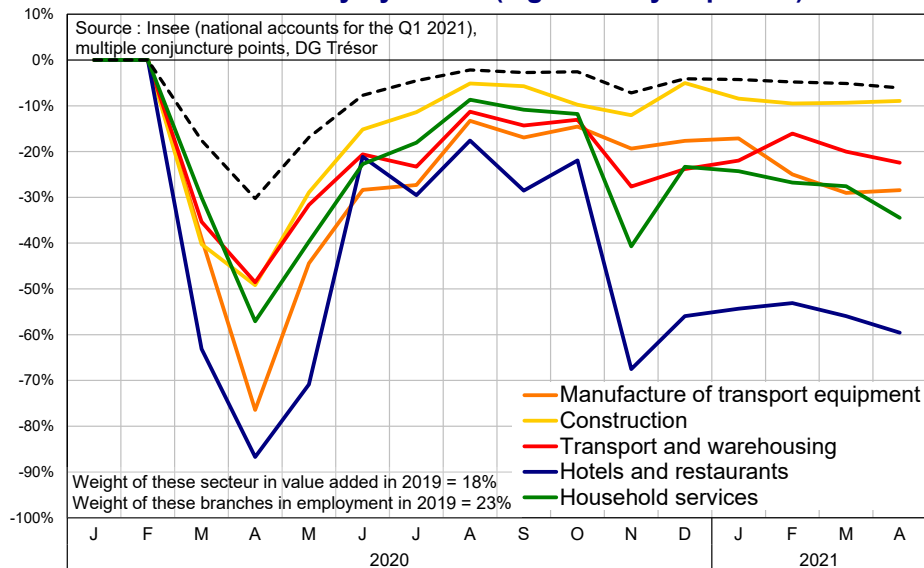 10%
Source : Insee (national accounts for the Q1 2021),
multiple conjuncture points, DG Trésor
0%
-10%
-20%
-30%
-40%
-50%
-60%
-70%
-80%
-90%
-100%
Manufacture of transport equipment
Construction
Transport and warehousing
Hotels and restaurants
Household services
Weight of these secteur in value added in 2019 = 18%
Weight of these branches in employment in 2019 = 23%
J F M A M J J A S O N D J F M A
2020 2021